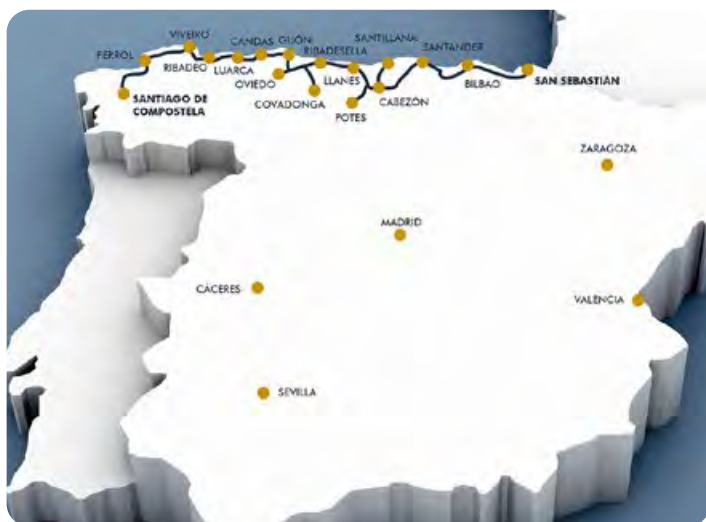 VIVEIRO
FERROL
RIBADEO
LUARCA
CANDAS
GIJÓN
OVIEDO
RIBADESELLA
COVADONGA
LLANES
SANTILLANA
POTES
CABEZÓN
SANTANDER
BILBAO
SAN SEBASTIÁN
SANTIAGO DE
COMPOSTELA
ZARAGOZA
MADRID
CÁCERES
VALENCIA
SEVILLA